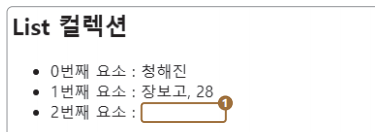 List 컬렉션
• 0번째 요소 : 청해진
• 1번째 요소 : 장보고, 28
• 2번째 요소 : 1